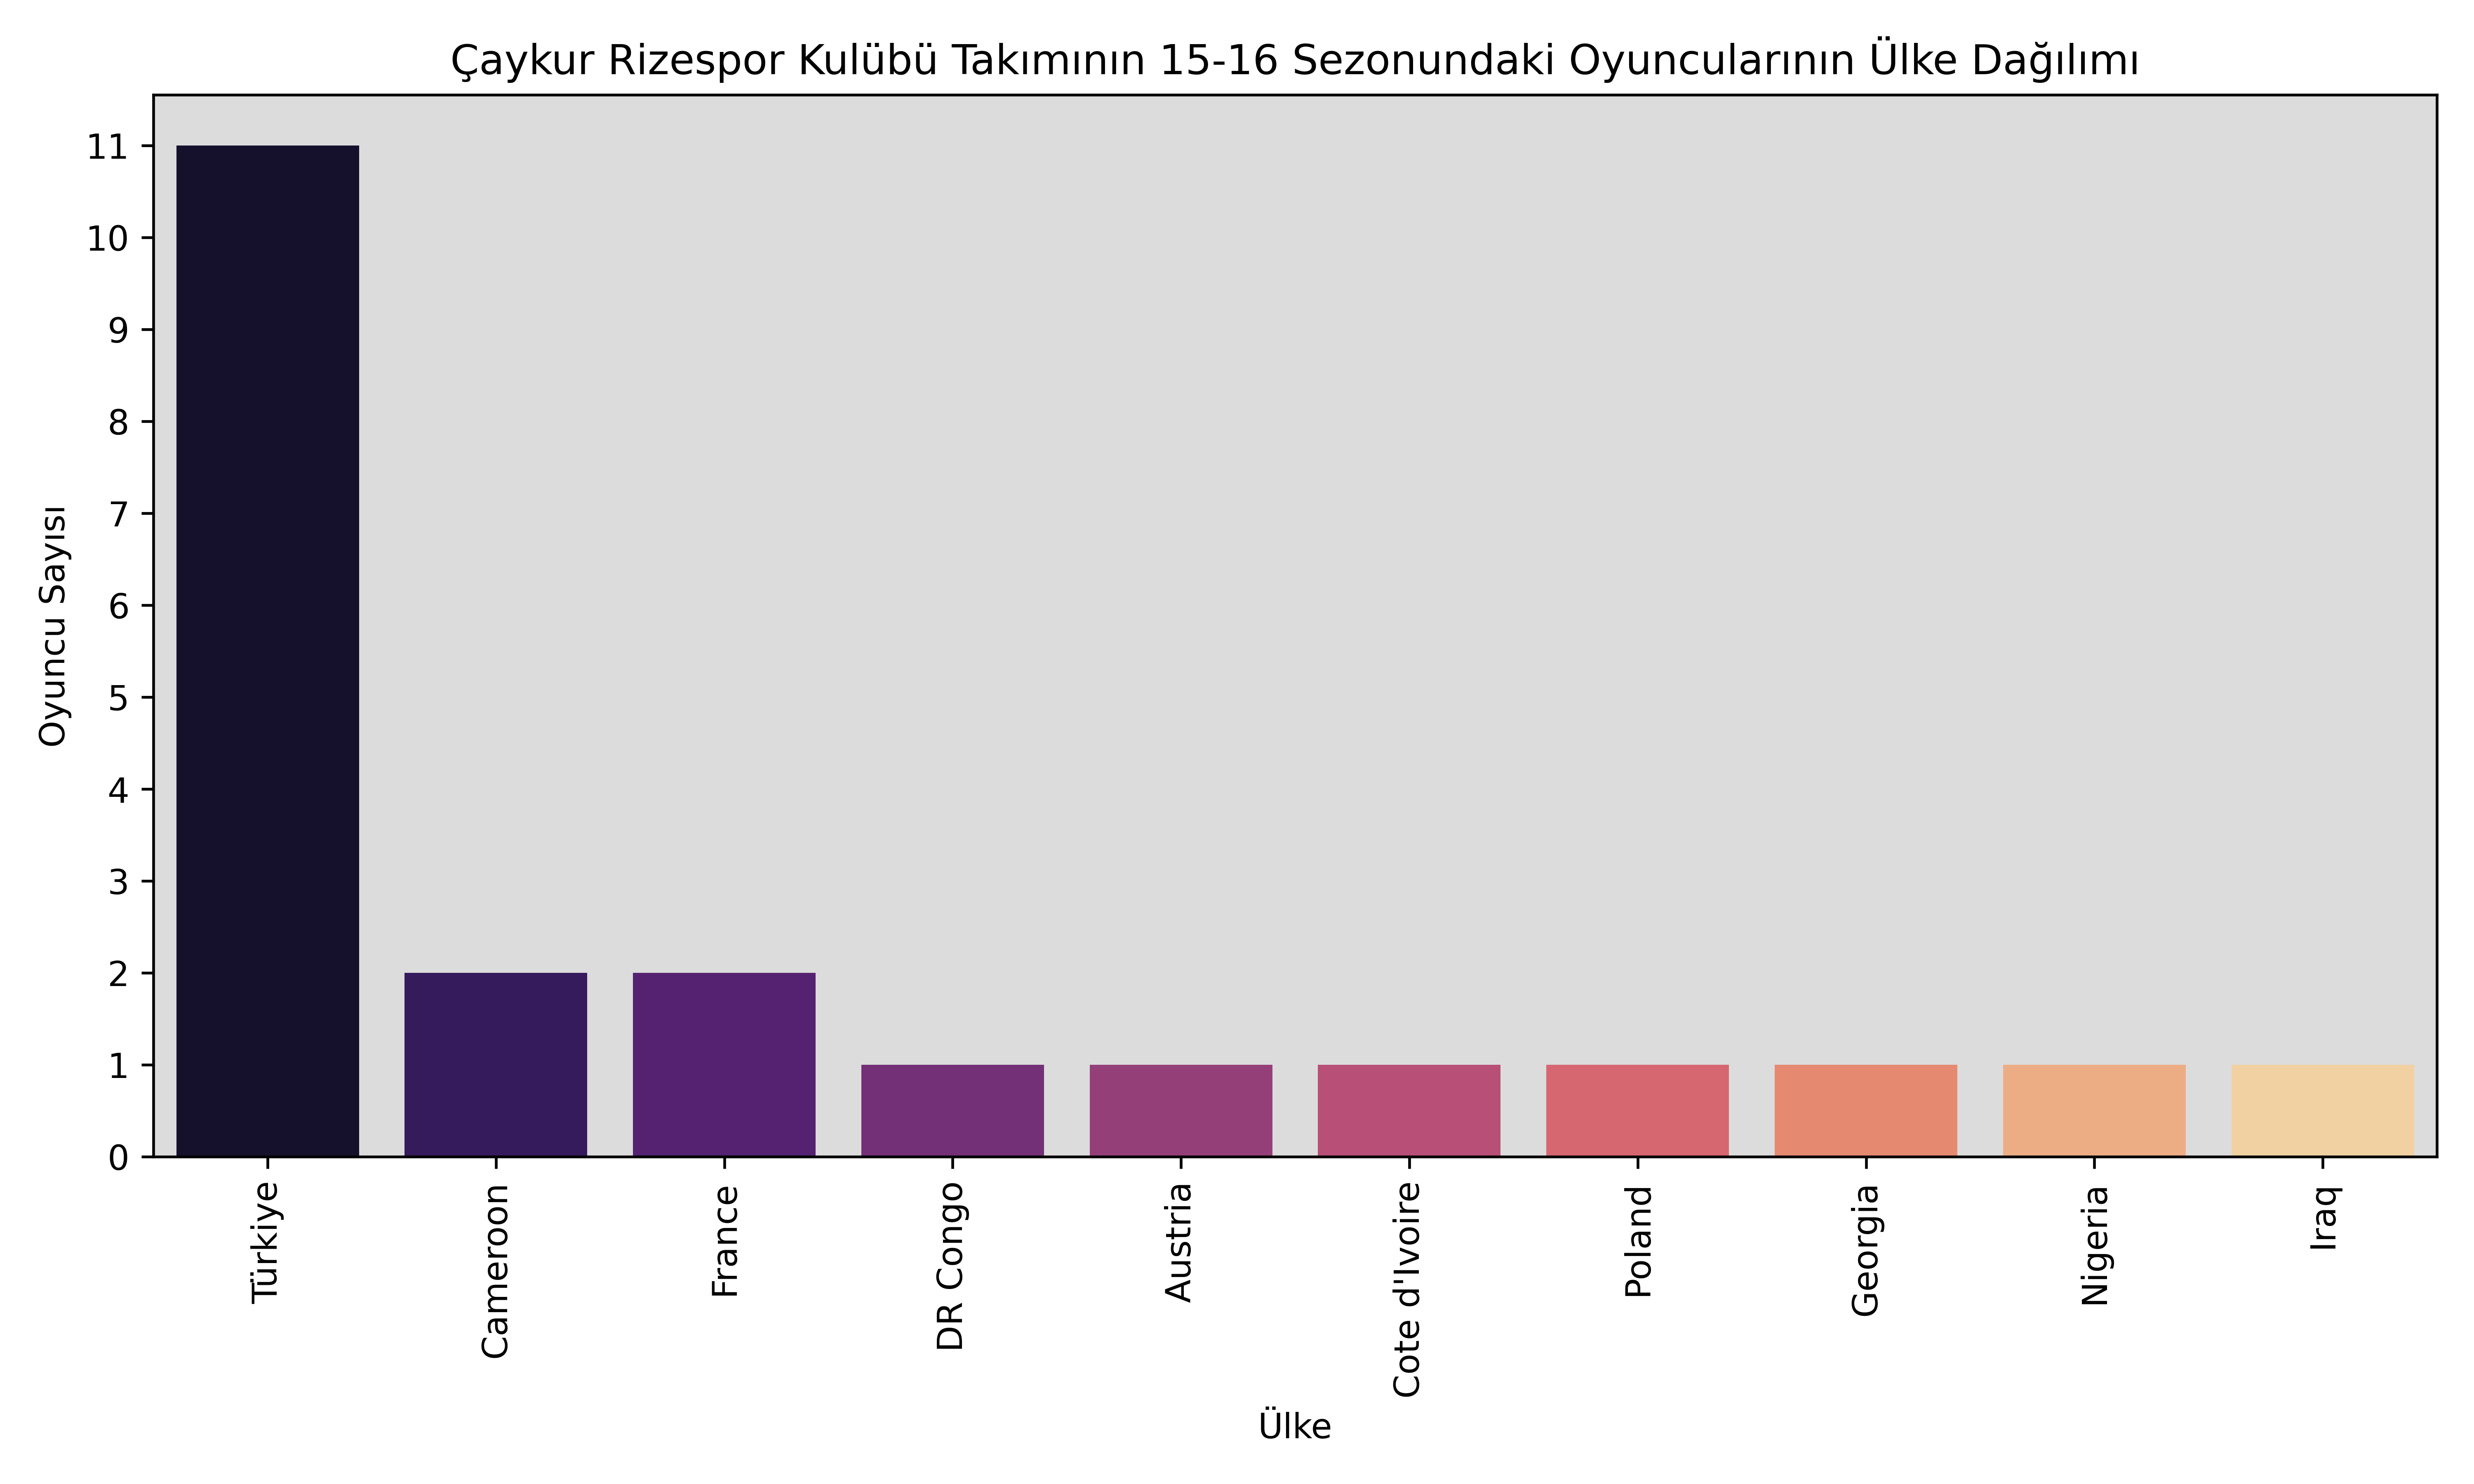 Çaykur Rizespor Kulübü Takımının 15-16 Sezonundaki Oyuncularının Ülke Dağılımı
Oyuncu Sayısı
11
10
9
8
7
6
5
4
3
2
1
0
Türkiye
Cameroon
France
DR Congo
Austria
Cote d'Ivoire
Poland
Georgia
Nigeria
Iraq
Ülke